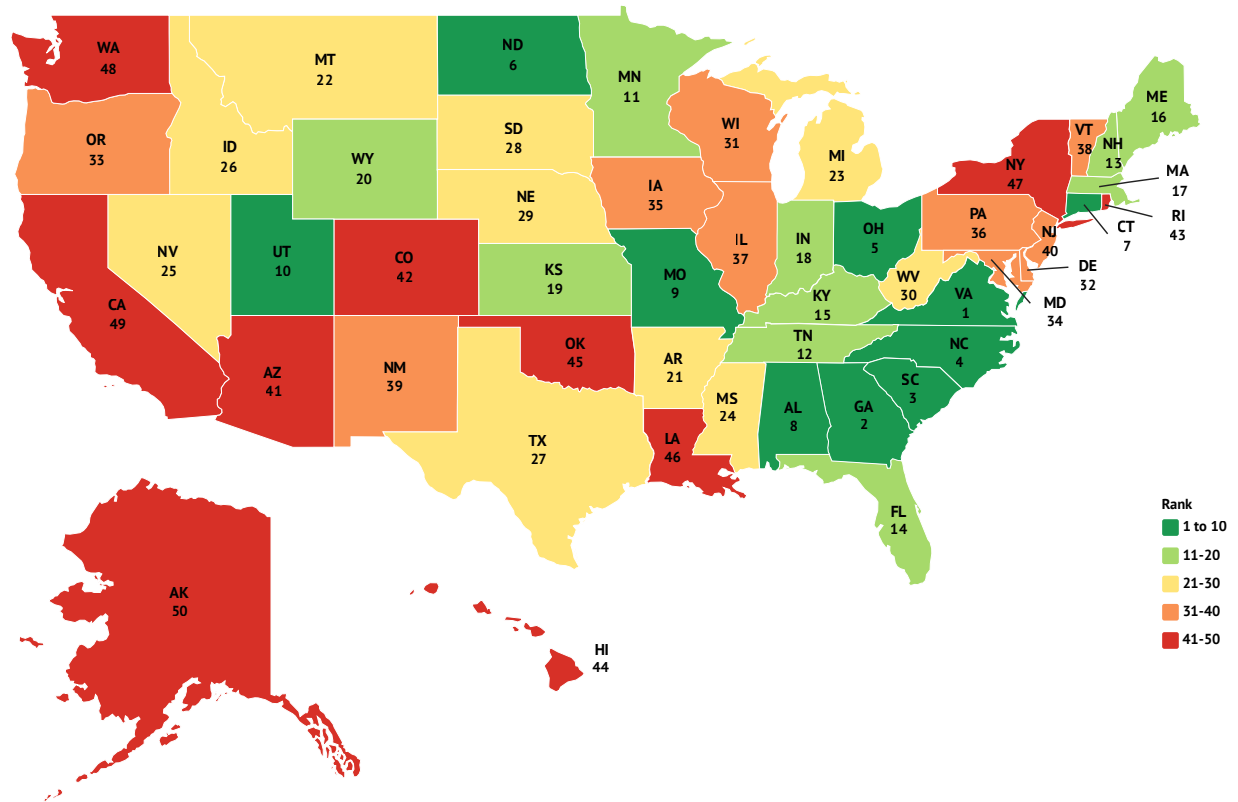 WA
48
MT
22
ND
6
MN
11
OR
33
ID
26
WY
20
SD
28
WI
31
MI
23
ME
16
VT
38
NH
13
NY
47
MA
17
RI
43
CT
7
NE
29
IA
35
IL
37
IN
18
OH
5
PA
36
NJ
40
DE
32
MD
34
NV
25
UT
10
CO
42
KS
19
MO
9
KY
15
WV
30
VA
1
CA
49
AZ
41
NM
39
OK
45
AR
21
TN
12
NC
4
SC
3
TX
27
LA
46
MS
24
AL
8
GA
2
FL
14
AK
50
HI
44
Rank
1 to 10
11-20
21-30
31-40
41-50